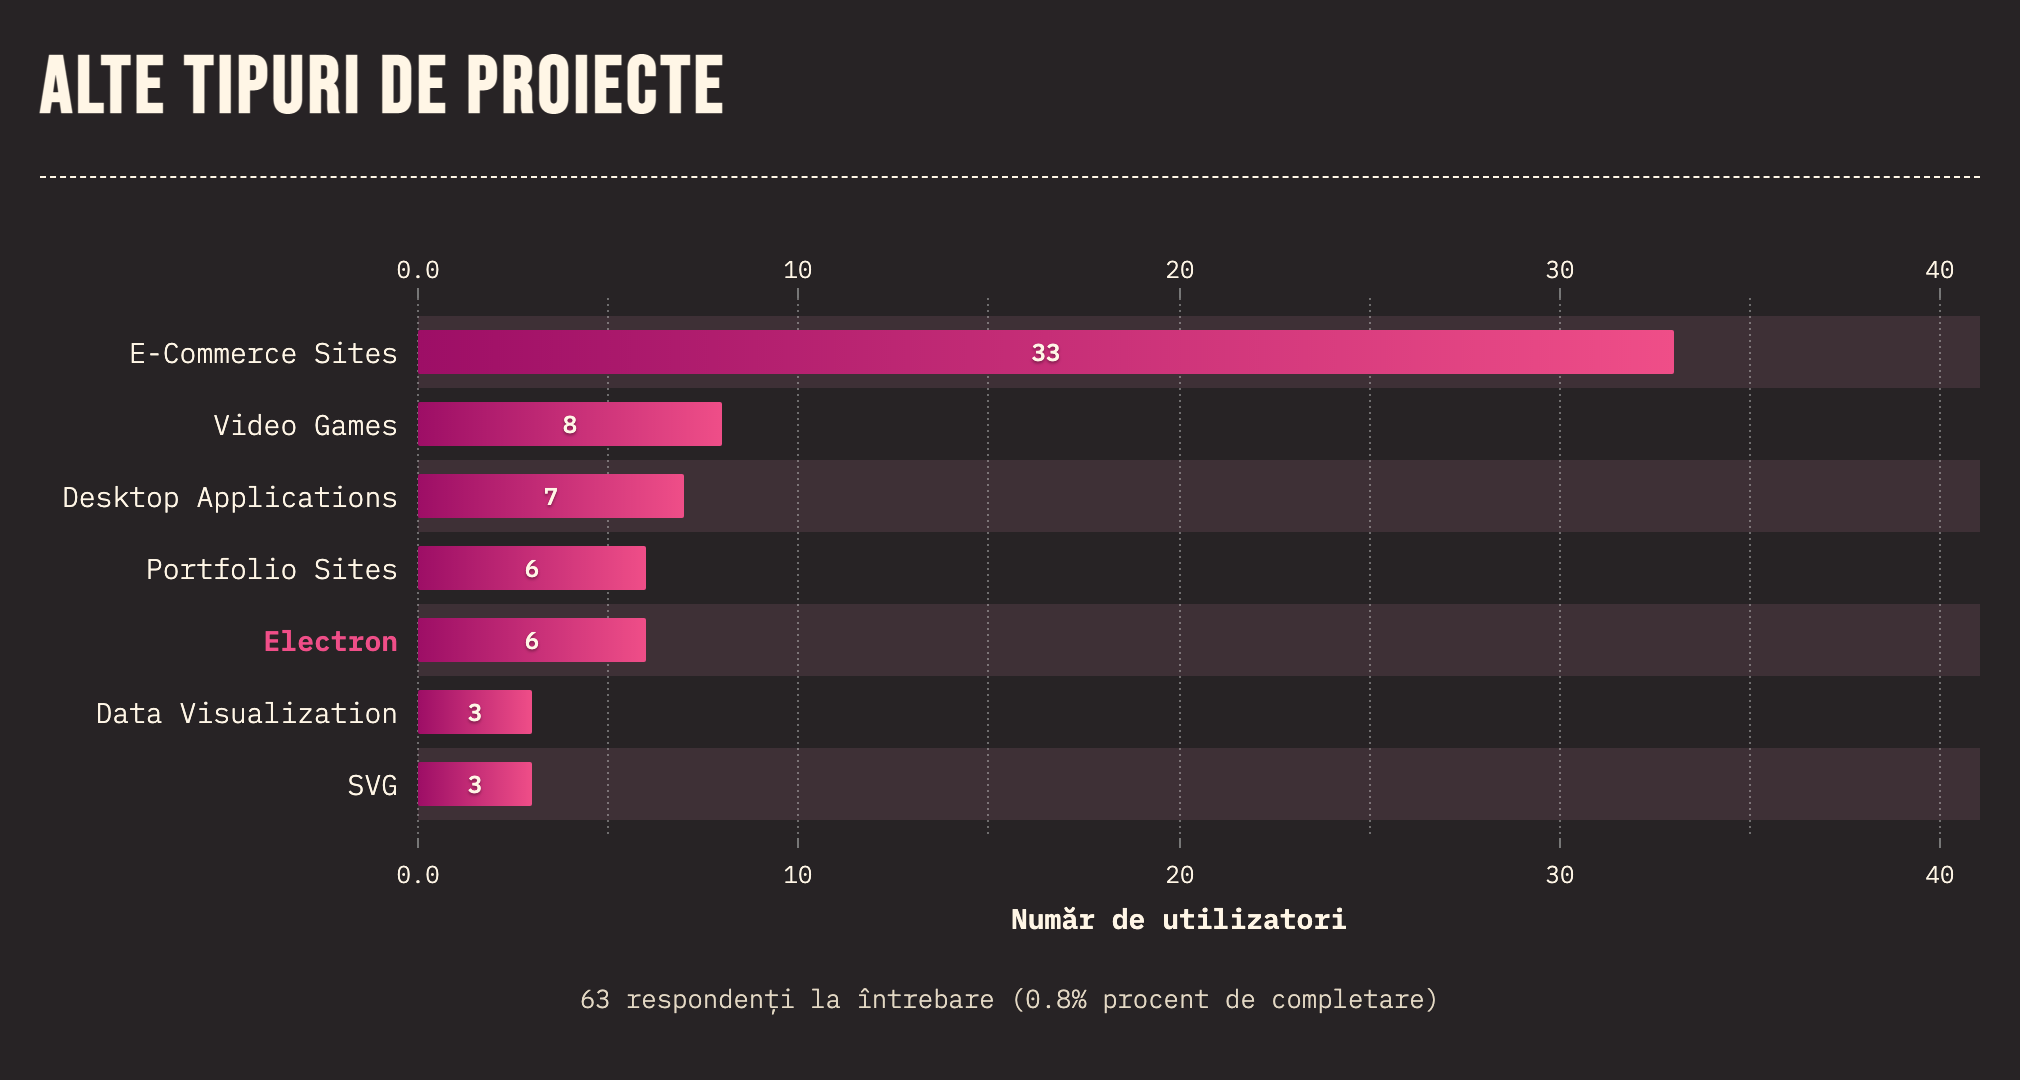 ALTE TIPURI DE PROIECTE
0.0 10 20 30 40
E-Commerce Sites 33
Video Games 8
Desktop Applications 7
Portfolio Sites 6
Electron 6
Data Visualization 3
SVG 3
0.0 10 20 30 40
Număr de utilizatori
63 respondenți la întrebare (0.8% procent de completare)